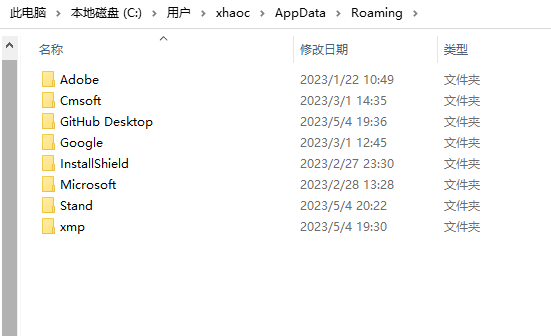 此电脑 > 本地磁盘 (C:) > 用户 > xhaoc > AppData > Roaming >
名称 修改日期 类型
Adobe 2023/1/22 10:49 文件夹
Cmsoft 2023/3/1 14:35 文件夹
GitHub Desktop 2023/5/4 19:36 文件夹
Google 2023/3/1 12:45 文件夹
InstallShield 2023/2/27 23:30 文件夹
Microsoft 2023/2/28 13:28 文件夹
Stand 2023/5/4 20:22 文件夹
xmp 2023/5/4 19:30 文件夹